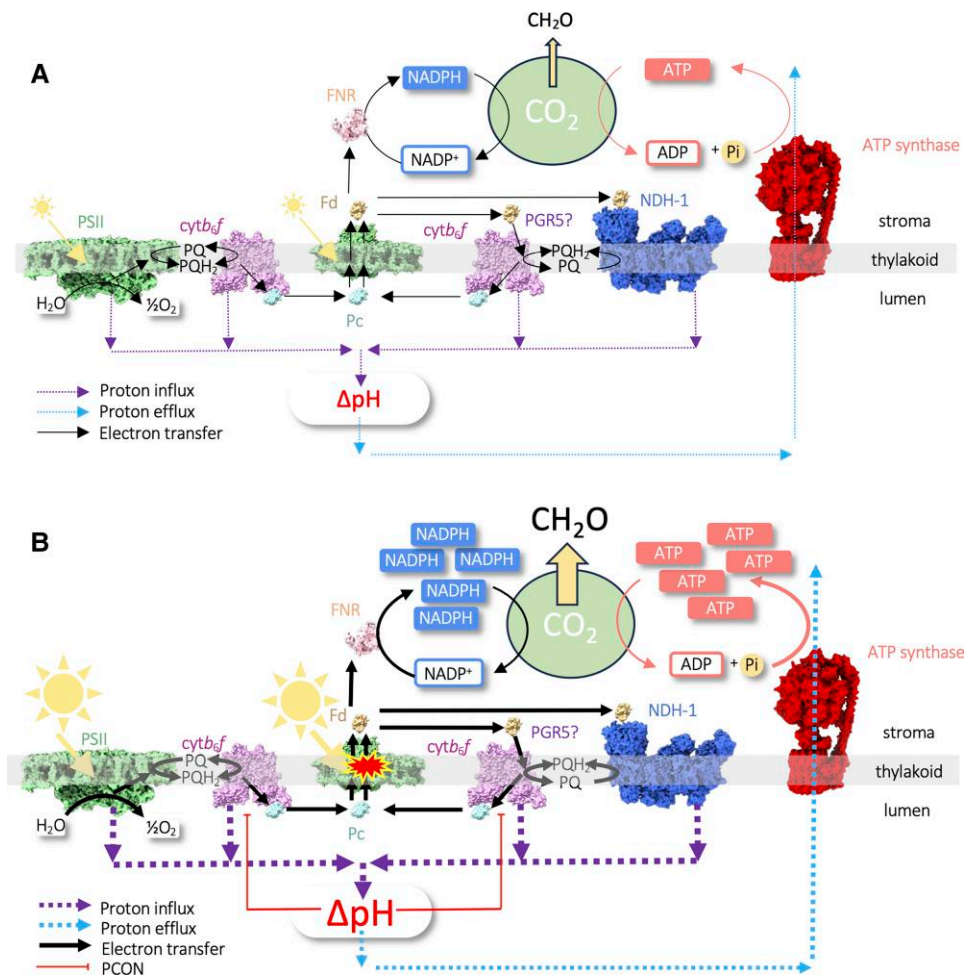 A
CH₂O
NADPH
ATP
FNR
CO₂
NADP⁺
ADP + Pi
ATP synthase
Fd
PSII
cytb₆f
cytb₆f
PGR5?
NDH-1
stroma
PQ
PQH₂
PQH₂
PQ
thylakoid
H₂O
½O₂
lumen
Pc
Proton influx
Proton efflux
Electron transfer
ΔpH
B
CH₂O
NADPH
NADPH
NADPH
NADPH
NADPH
ATP
ATP
ATP
ATP
ATP
FNR
CO₂
NADP⁺
ADP + Pi
ATP synthase
Fd
PSII
cytb₆f
cytb₆f
PGR5?
NDH-1
stroma
PQ
PQH₂
PQH₂
PQ
thylakoid
H₂O
½O₂
lumen
Pc
Proton influx
Proton efflux
Electron transfer
PCON
ΔpH